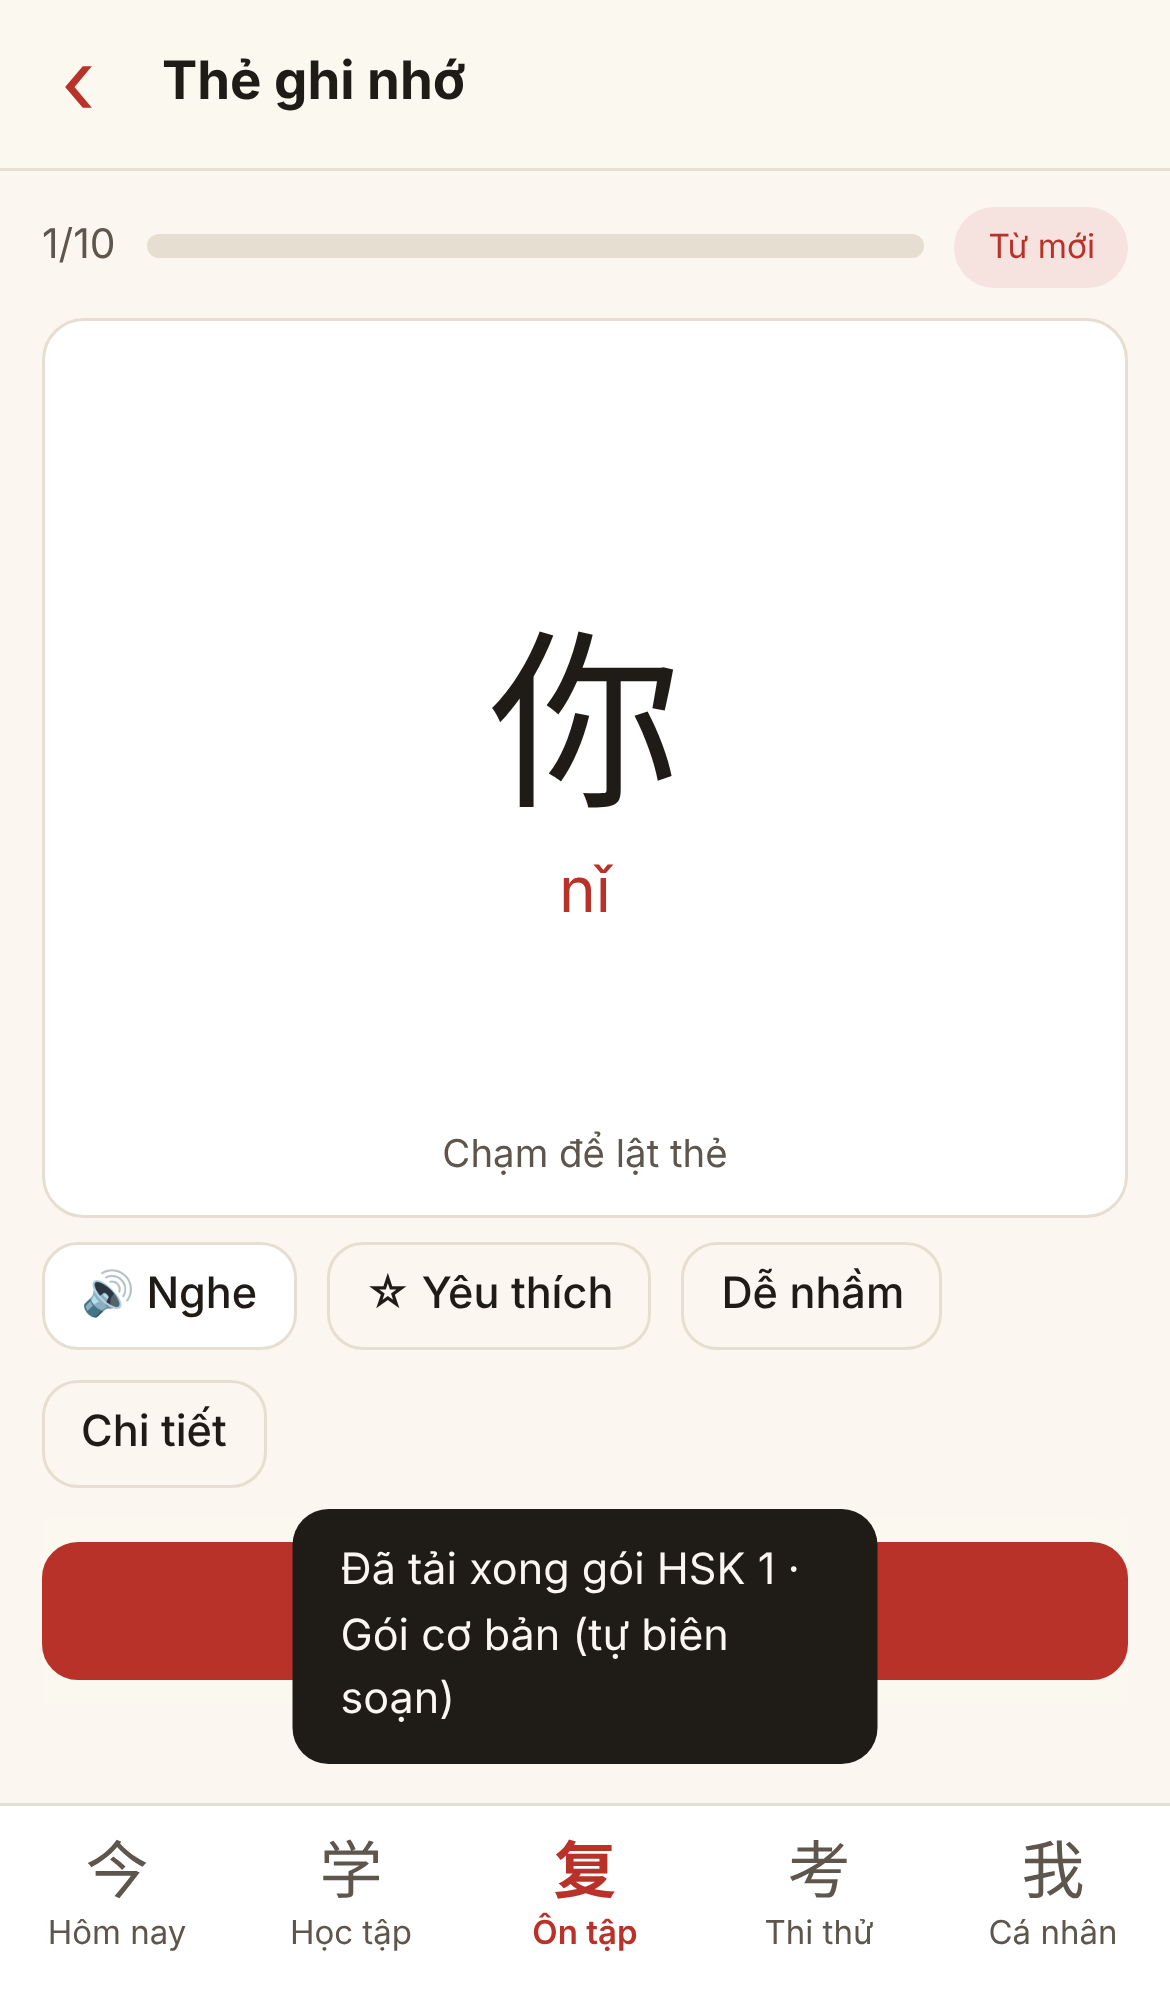 Thẻ ghi nhớ
1/10
Từ mới
你
nǐ
Chạm để lật thẻ
Nghe
☆ Yêu thích
Dễ nhầm
Chi tiết
Đã tải xong gói HSK 1 ·
Gói cơ bản (tự biên
soạn)
今
学
复
考
我
Hôm nay
Học tập
Ôn tập
Thi thử
Cá nhân